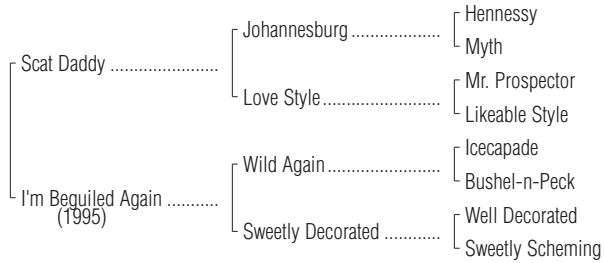 Hennessy
Johannesburg ...................
Myth
Scat Daddy .......................
Mr. Prospector
Love Style.........................
Likeable Style
Icecapade
Wild Again........................
Bushel-n-Peck
I'm Beguiled Again ...........
(1995)
Well Decorated
Sweetly Decorated ............
Sweetly Scheming